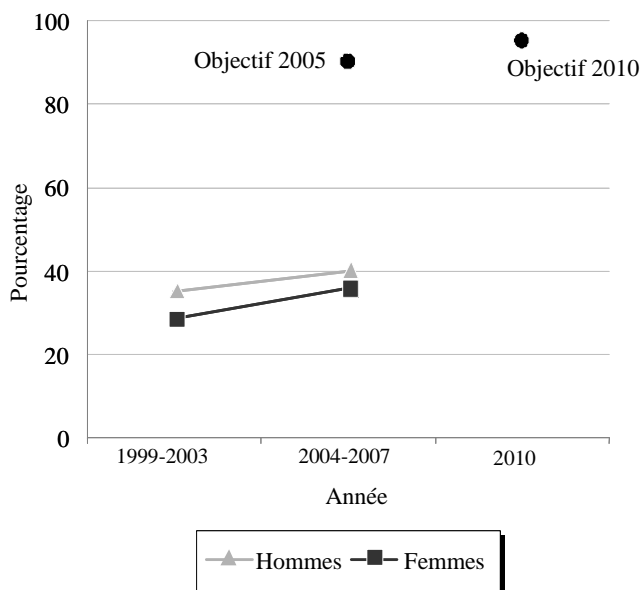 100
Objectif 2005
Objectif 2010
80
60
Pourcentage
40
20
0
1999-2003
2004-2007
2010
Année
Hommes
Femmes